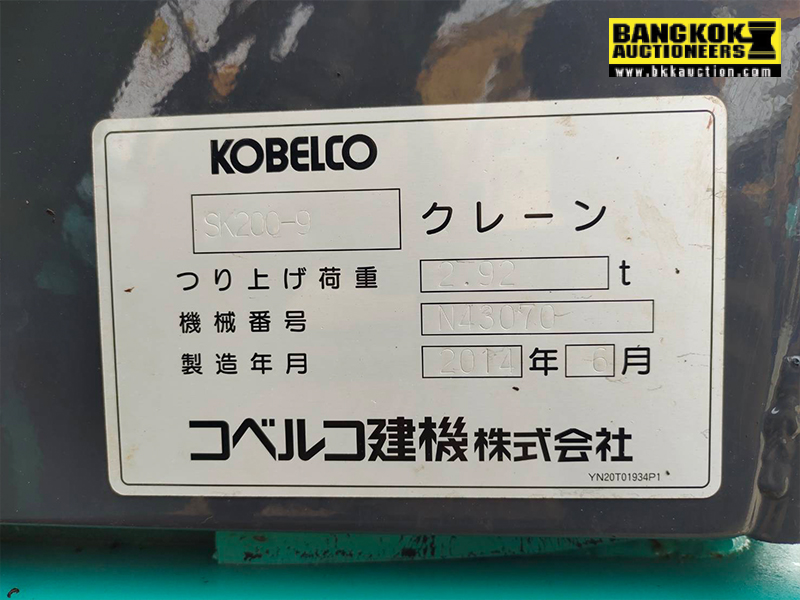 BANGKOK
AUCTIONEERS
www.bkkauction.com
KOBELCO
SK200-9 クレーン
つり上げ荷重 2.92 t
機械番号 N43070
製造年月 2014 年 6 月
コベルコ建機株式会社
YN20T01934P1